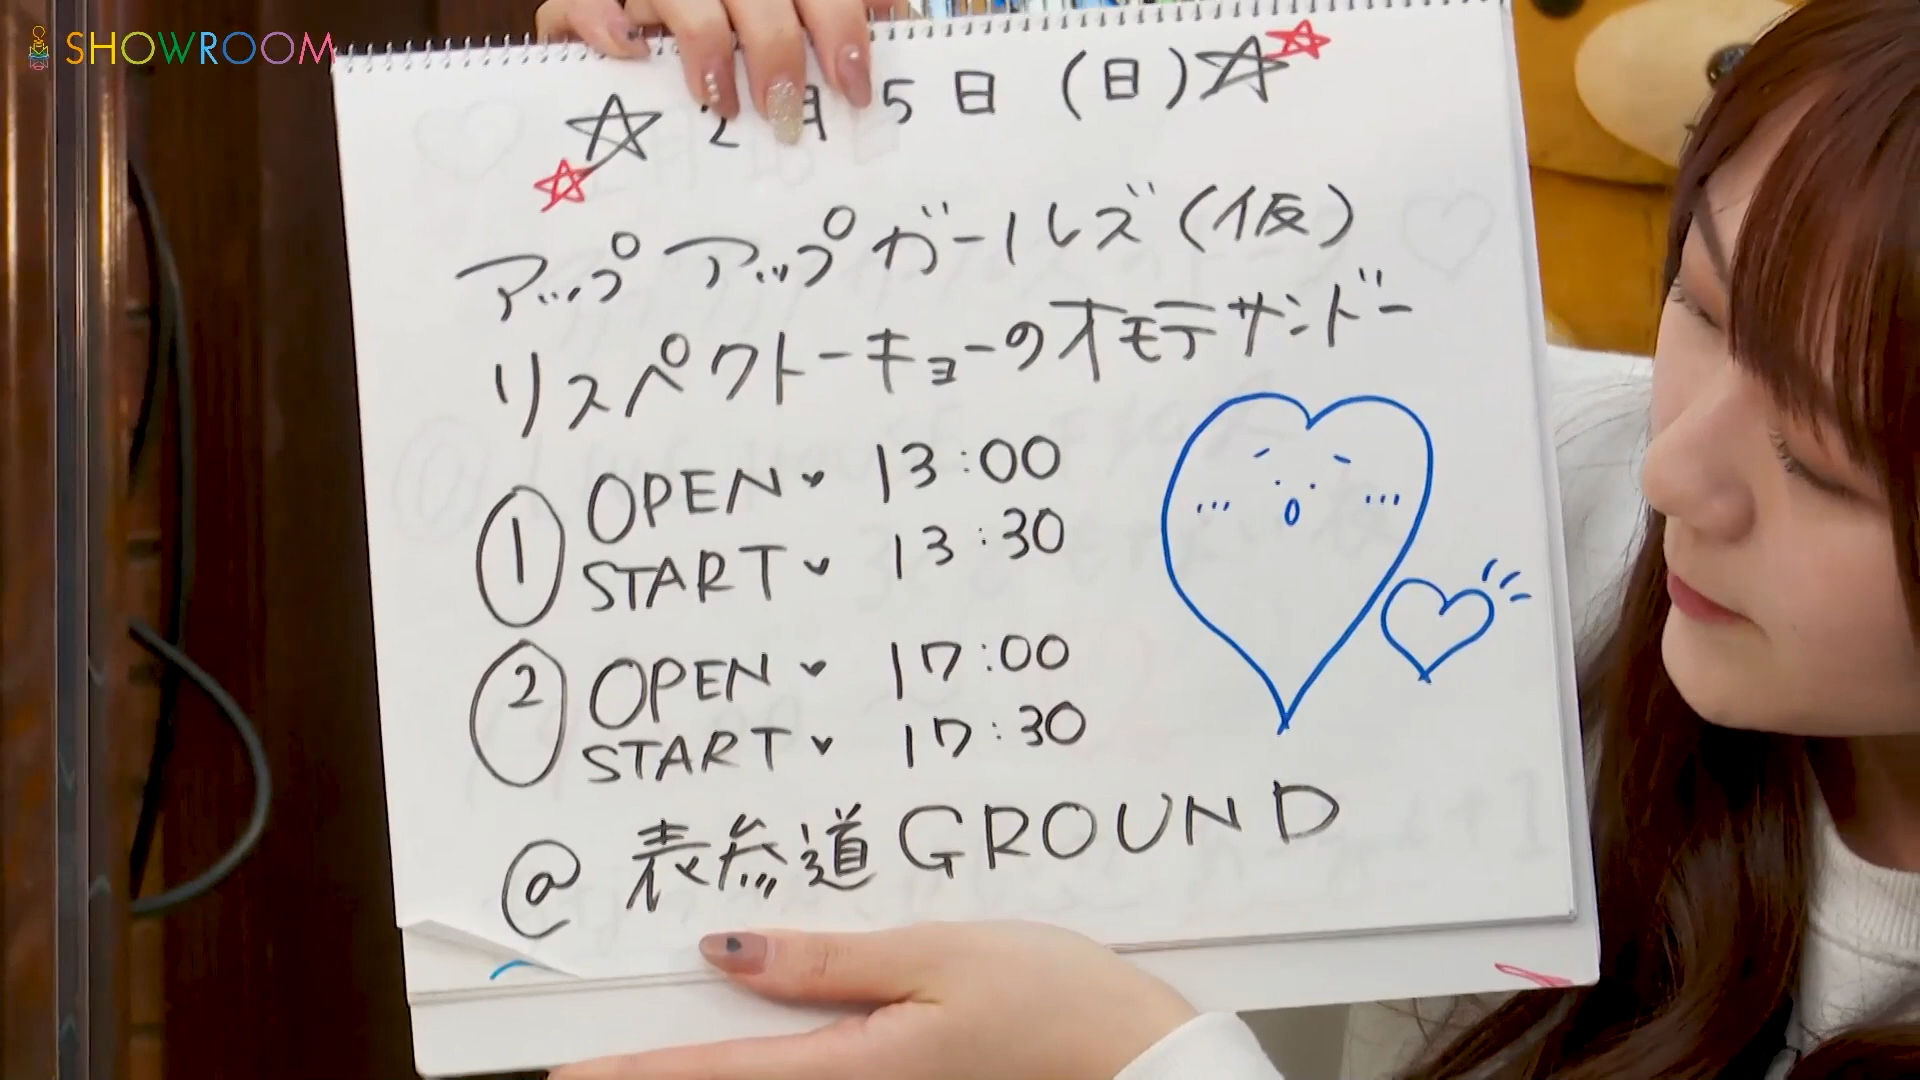 SHOWROOM
2月5日(日)
アップアップガールズ(仮)
リスペクトーキョーのオモテサンドー
① OPEN♥ 13:00
START♥ 13:30
② OPEN♥ 17:00
START♥ 17:30
@表参道GROUND